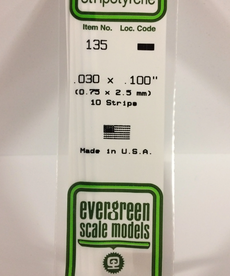 stripstyrene
Item No. Loc. Code
135
.030 x .100"
(0.75 x 2.5 mm)
10 Strips
Made in U.S.A.
evergreen
scale models